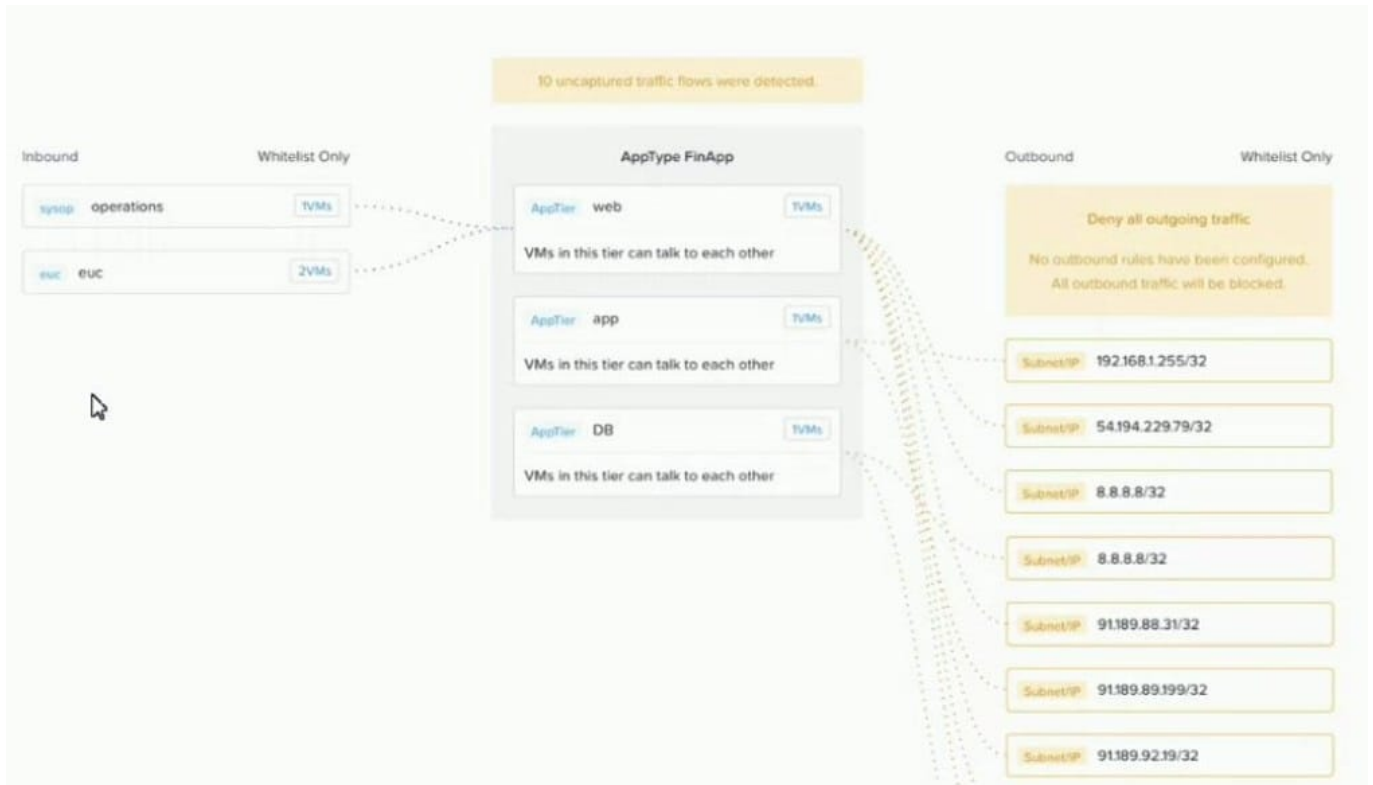 10 uncaptured traffic flows were detected.
Inbound
Whitelist Only
sysop operations 1VMs
euc euc 2VMs
AppType FinApp
AppTier web 1VMs
VMs in this tier can talk to each other
AppTier app 1VMs
VMs in this tier can talk to each other
AppTier DB 1VMs
VMs in this tier can talk to each other
Outbound
Whitelist Only
Deny all outgoing traffic
No outbound rules have been configured.
All outbound traffic will be blocked.
Subnet/IP 192.168.1.255/32
Subnet/IP 54.194.229.79/32
Subnet/IP 8.8.8.8/32
Subnet/IP 8.8.8.8/32
Subnet/IP 91.189.88.31/32
Subnet/IP 91.189.89.199/32
Subnet/IP 91.189.92.19/32